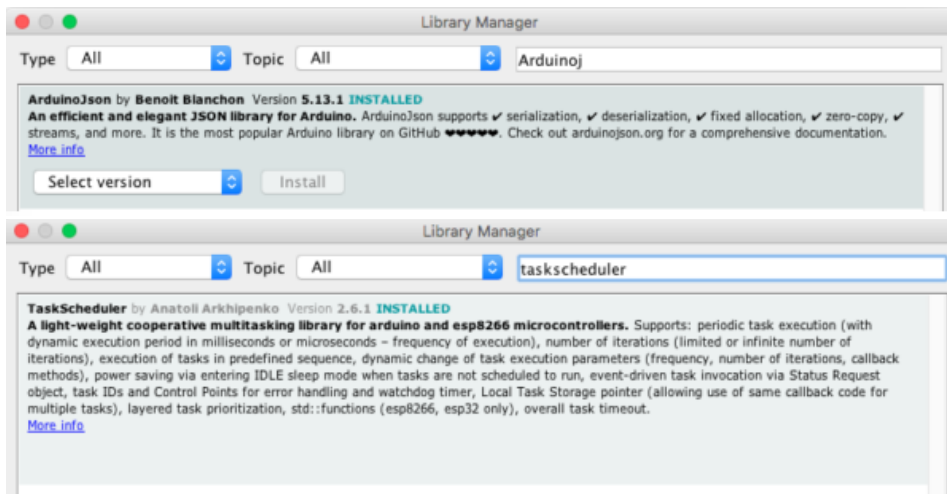 Library Manager
Type All Topic All Arduinoj
ArduinoJson by Benoit Blanchon Version 5.13.1 INSTALLED
An efficient and elegant JSON library for Arduino. ArduinoJson supports ✔ serialization, ✔ deserialization, ✔ fixed allocation, ✔ zero-copy, ✔
streams, and more. It is the most popular Arduino library on GitHub ❤❤❤❤❤. Check out arduinojson.org for a comprehensive documentation.
More info
Select version Install
Library Manager
Type All Topic All taskscheduler
TaskScheduler by Anatoli Arkhipenko Version 2.6.1 INSTALLED
A light-weight cooperative multitasking library for arduino and esp8266 microcontrollers. Supports: periodic task execution (with
dynamic execution period in milliseconds or microseconds – frequency of execution), number of iterations (limited or infinite number of
iterations), execution of tasks in predefined sequence, dynamic change of task execution parameters (frequency, number of iterations, callback
methods), power saving via entering IDLE sleep mode when tasks are not scheduled to run, event-driven task invocation via Status Request
object, task IDs and Control Points for error handling and watchdog timer, Local Task Storage pointer (allowing use of same callback code for
multiple tasks), layered task prioritization, std::functions (esp8266, esp32 only), overall task timeout.
More info